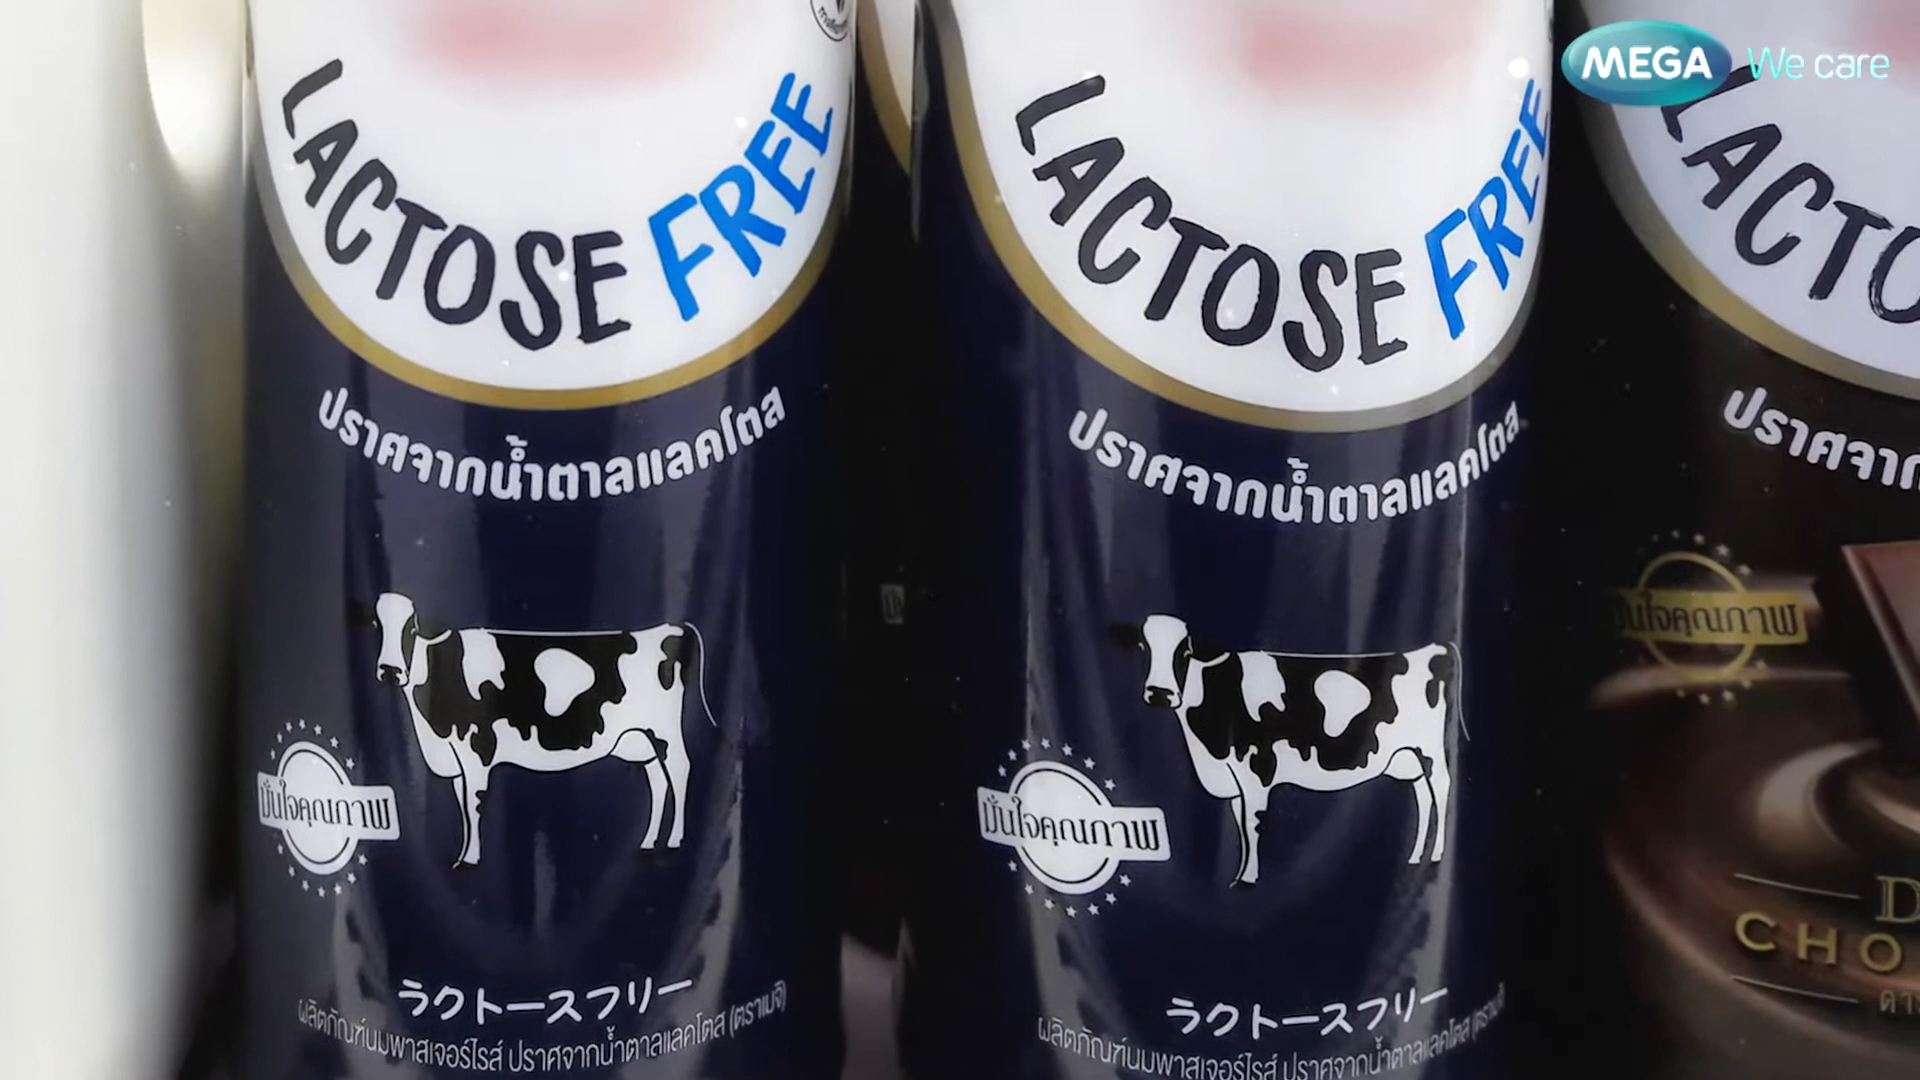 MEGA We care
LACTOSE FREE
ปราศจากน้ำตาลแลคโตส
มั่นใจคุณภาพ
ラクトースフリー
ผลิตภัณฑ์นมพาสเจอร์ไรส์ ปราศจากน้ำตาลแลคโตส (ตราเมจิ)
LACTOSE FREE
ปราศจากน้ำตาลแลคโตส
มั่นใจคุณภาพ
ラクトースフリー
ผลิตภัณฑ์นมพาสเจอร์ไรส์ ปราศจากน้ำตาลแลคโตส
LACTO
ปราศจาก
มั่นใจคุณภาพ
D
CHO